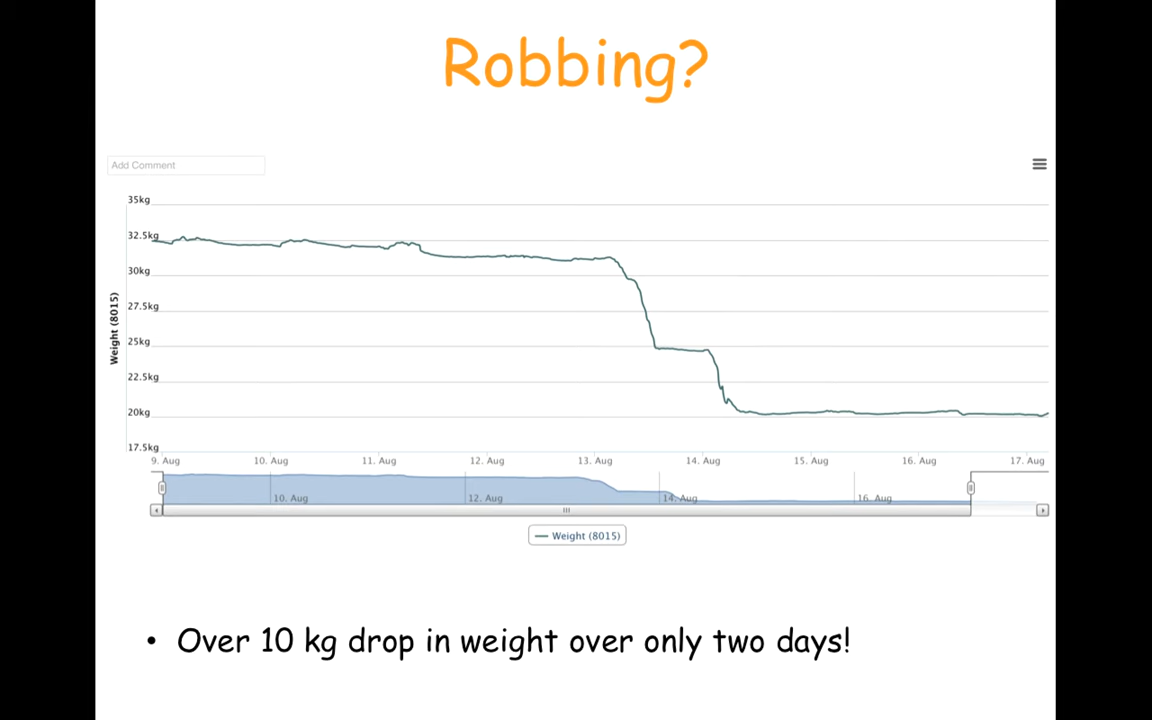 Robbing?
Add Comment
35kg
32.5kg
30kg
27.5kg
25kg
22.5kg
20kg
17.5kg
Weight (8015)
9. Aug 10. Aug 11. Aug 12. Aug 13. Aug 14. Aug 15. Aug 16. Aug 17. Aug
10. Aug 12. Aug 14. Aug 16. Aug
Weight (8015)
• Over 10 kg drop in weight over only two days!